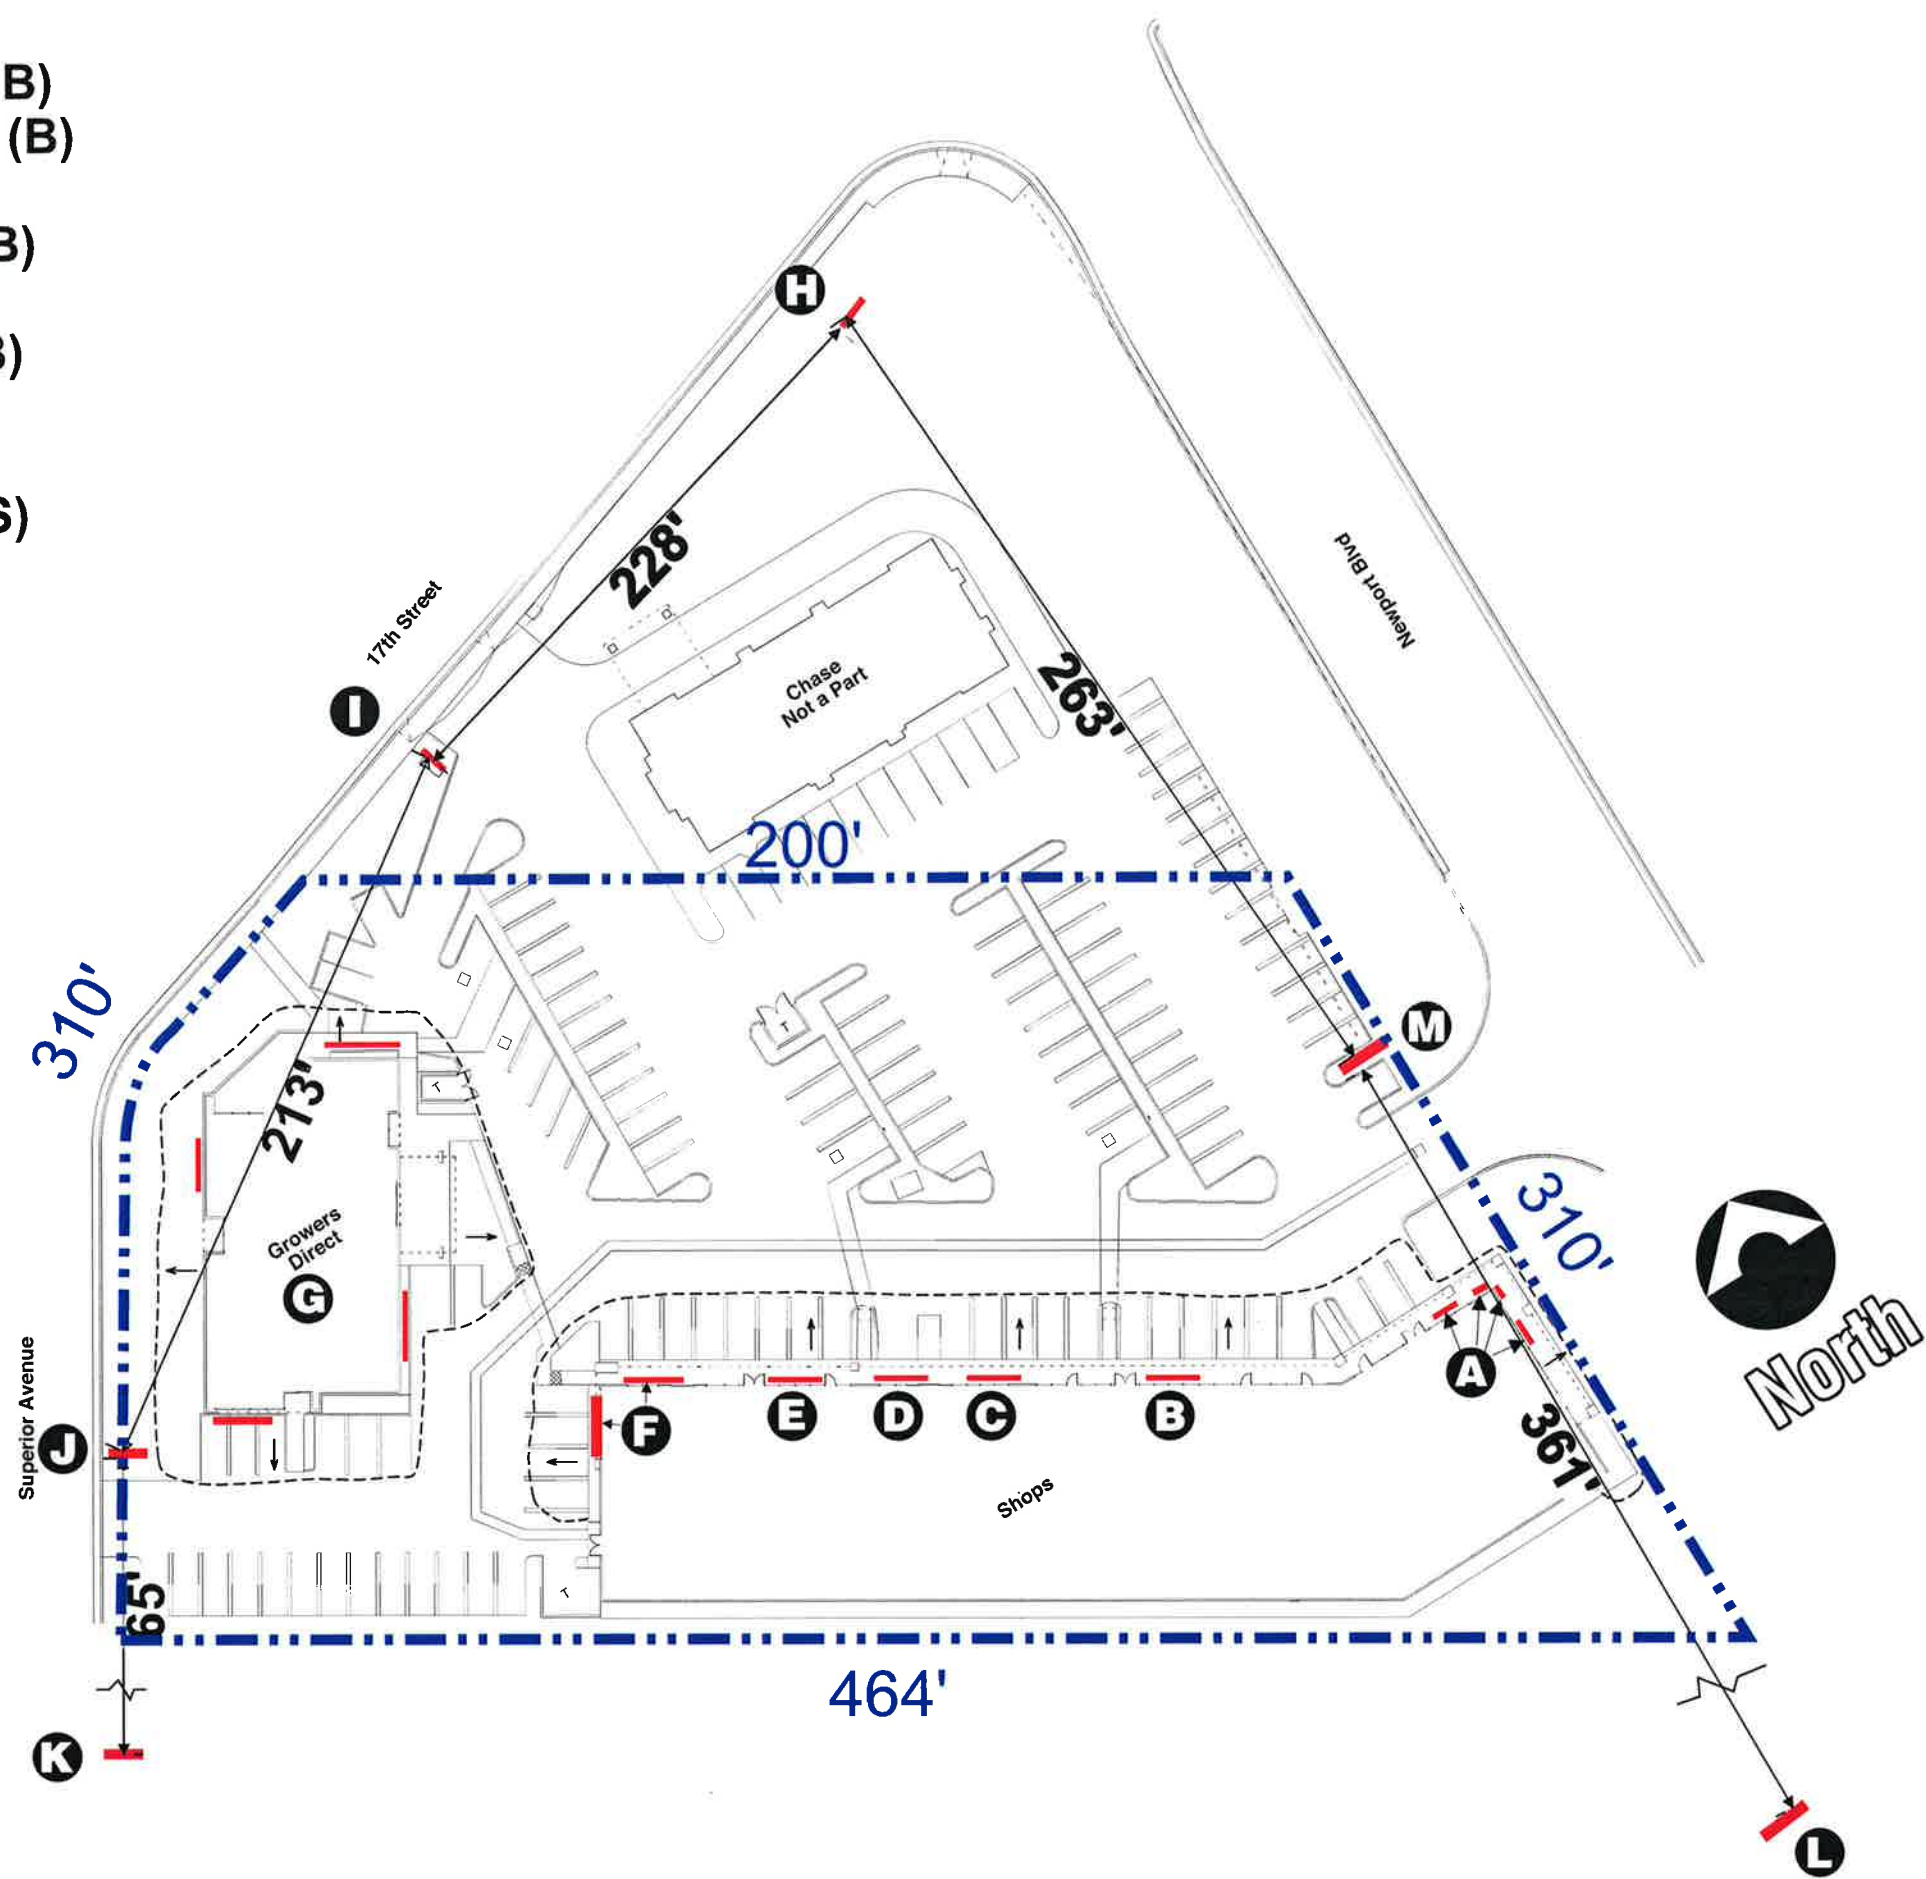 B)
(B)
B)
B)
S)
H
228'
17th Street
I
Chase
Not a Part
263'
Newport Blvd
200'
310'
M
T
T
213'
Growers
Direct
G
310'
North
Superior Avenue
J
F
E
D
C
B
A
361'
Shops
65'
T
464'
K
L